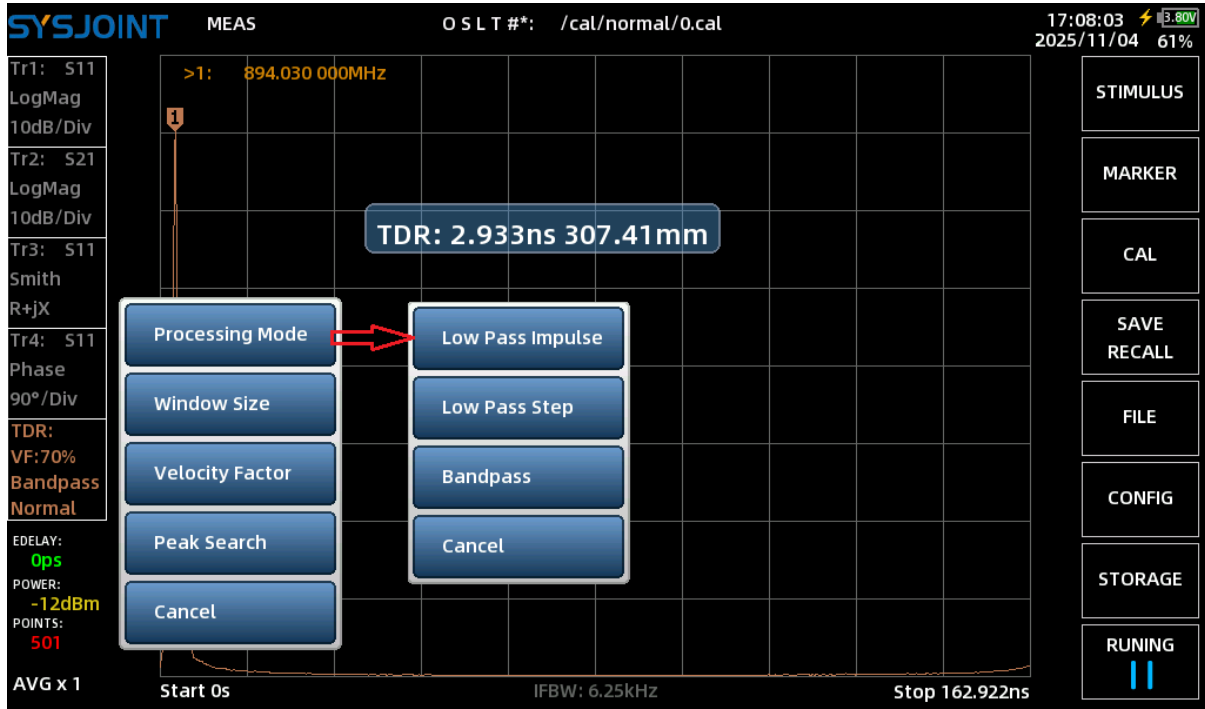 SYSJOINT MEAS O S L T #*: /cal/normal/0.cal 17:08:03 3.80V
2025/11/04 61%
Tr1: S11
LogMag
10dB/Div
Tr2: S21
LogMag
10dB/Div
Tr3: S11
Smith
R+jX
Tr4: S11
Phase
90°/Div
TDR:
VF:70%
Bandpass
Normal
EDELAY:
0ps
POWER:
-12dBm
POINTS:
501
AVG x 1
>1: 894.030 000MHz
1
TDR: 2.933ns 307.41mm
Processing Mode
Window Size
Velocity Factor
Peak Search
Cancel
Low Pass Impulse
Low Pass Step
Bandpass
Cancel
Start 0s IFBW: 6.25kHz Stop 162.922ns
STIMULUS
MARKER
CAL
SAVE
RECALL
FILE
CONFIG
STORAGE
RUNING